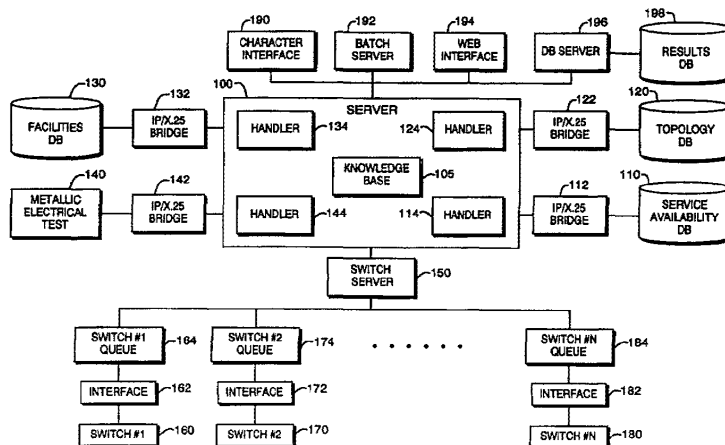 190
192
194
196
198
CHARACTER
INTERFACE
BATCH
SERVER
WEB
INTERFACE
DB SERVER
RESULTS
DB
130
132
100
SERVER
122
120
FACILITIES
DB
IP/X.25
BRIDGE
HANDLER
134
124
HANDLER
IP/X.25
BRIDGE
TOPOLOGY
DB
KNOWLEDGE
BASE
105
140
142
112
110
METALLIC
ELECTRICAL
TEST
IP/X.25
BRIDGE
HANDLER
144
114
HANDLER
IP/X.25
BRIDGE
SERVICE
AVAILABILITY
DB
SWITCH
SERVER
150
SWITCH #1
QUEUE
164
SWITCH #2
QUEUE
174
. . . . . .
SWITCH #N
QUEUE
184
INTERFACE
162
INTERFACE
172
INTERFACE
182
SWITCH #1
160
SWITCH #2
170
SWITCH #N
180